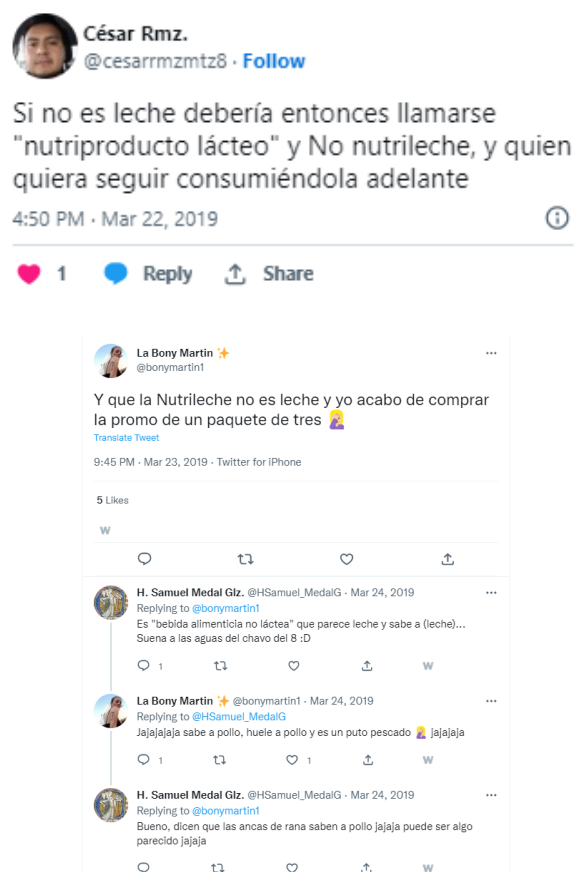 César Rmz.
@cesarrmzmtz8 · Follow
Si no es leche debería entonces llamarse
"nutriproducto lácteo" y No nutrileche, y quien
quiera seguir consumiéndola adelante
4:50 PM · Mar 22, 2019
1 Reply Share
La Bony Martin ✨
@bonymartin1
Y que la Nutrileche no es leche y yo acabo de comprar
la promo de un paquete de tres 🤦🏼‍♀️
Translate Tweet
9:45 PM · Mar 23, 2019 · Twitter for iPhone
5 Likes
W
H. Samuel Medal Glz. @HSamuel_MedalG · Mar 24, 2019
Replying to @bonymartin1
Es "bebida alimenticia no láctea" que parece leche y sabe a (leche)...
Suena a las aguas del chavo del 8 :D
1 W
La Bony Martin ✨ @bonymartin1 · Mar 24, 2019
Replying to @HSamuel_MedalG
Jajajajaja sabe a pollo, huele a pollo y es un puto pescado 🤦🏼‍♀️ jajajaja
1 1 W
H. Samuel Medal Glz. @HSamuel_MedalG · Mar 24, 2019
Replying to @bonymartin1
Bueno, dicen que las ancas de rana saben a pollo jajaja puede ser algo
parecido jajaja
W